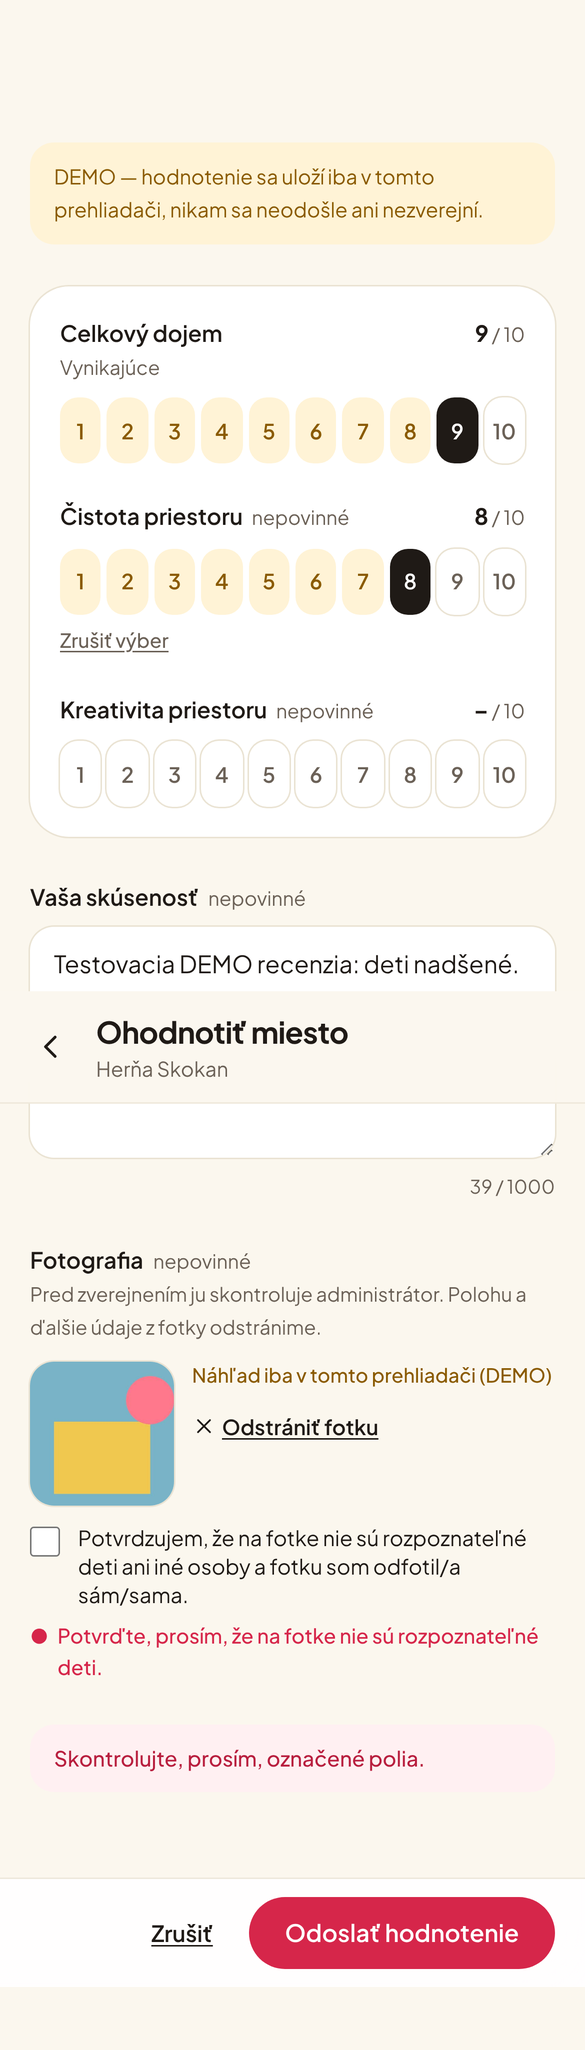 DEMO — hodnotenie sa uloží iba v tomto
prehliadači, nikam sa neodošle ani nezverejní.
Celkový dojem 9 / 10
Vynikajúce
1 2 3 4 5 6 7 8 9 10
Čistota priestoru nepovinné 8 / 10
1 2 3 4 5 6 7 8 9 10
Zrušiť výber
Kreativita priestoru nepovinné – / 10
1 2 3 4 5 6 7 8 9 10
Vaša skúsenosť nepovinné
Testovacia DEMO recenzia: deti nadšené.
Ohodnotiť miesto
Herňa Skokan
39 / 1000
Fotografia nepovinné
Pred zverejnením ju skontroluje administrátor. Polohu a
ďalšie údaje z fotky odstránime.
Náhľad iba v tomto prehliadači (DEMO)
Odstrániť fotku
Potvrdzujem, že na fotke nie sú rozpoznateľné
deti ani iné osoby a fotku som odfotil/a
sám/sama.
Potvrďte, prosím, že na fotke nie sú rozpoznateľné
deti.
Skontrolujte, prosím, označené polia.
Zrušiť Odoslať hodnotenie